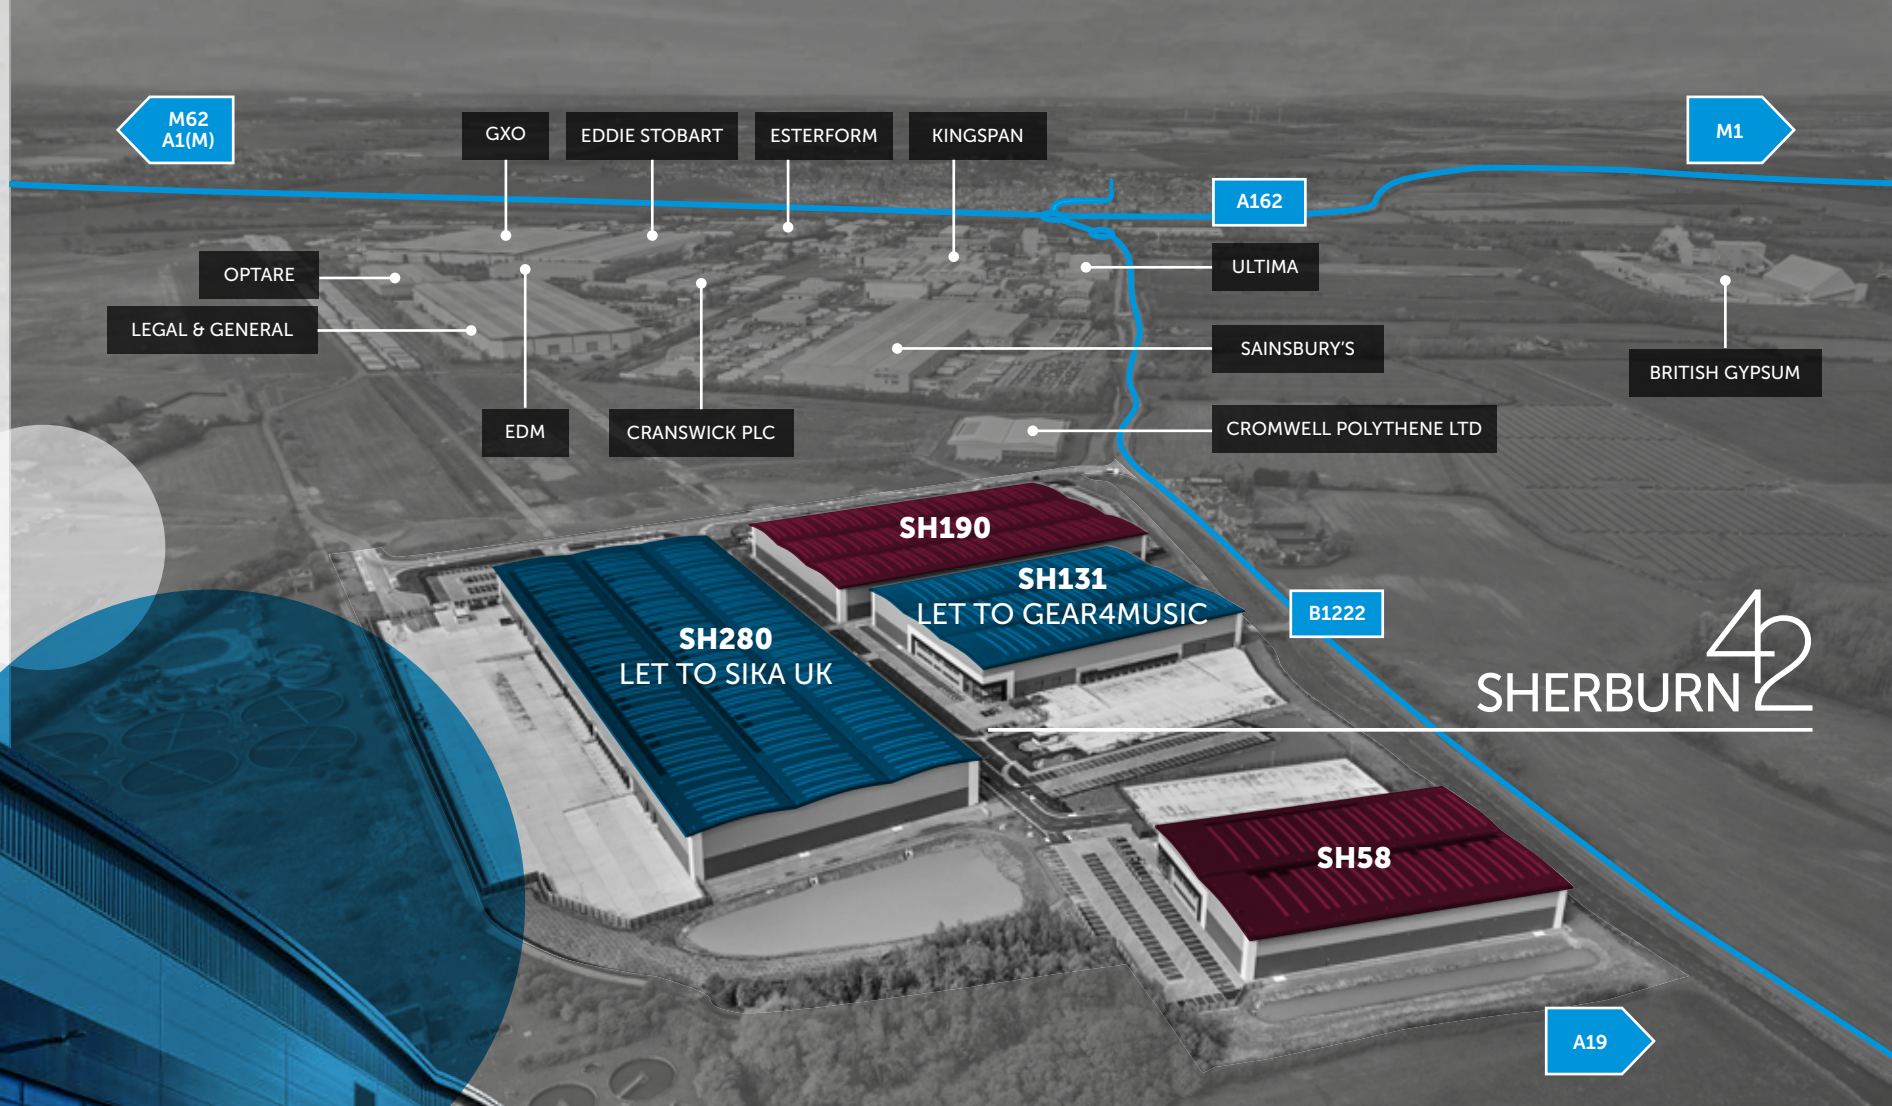 M62
A1(M)
GXO
EDDIE STOBART
ESTERFORM
KINGSPAN
M1
A162
OPTARE
ULTIMA
LEGAL & GENERAL
SAINSBURY'S
BRITISH GYPSUM
EDM
CRANSWICK PLC
CROMWELL POLYTHENE LTD
SH190
SH131
LET TO GEAR4MUSIC
B1222
SH280
LET TO SIKA UK
SHERBURN 42
SH58
A19